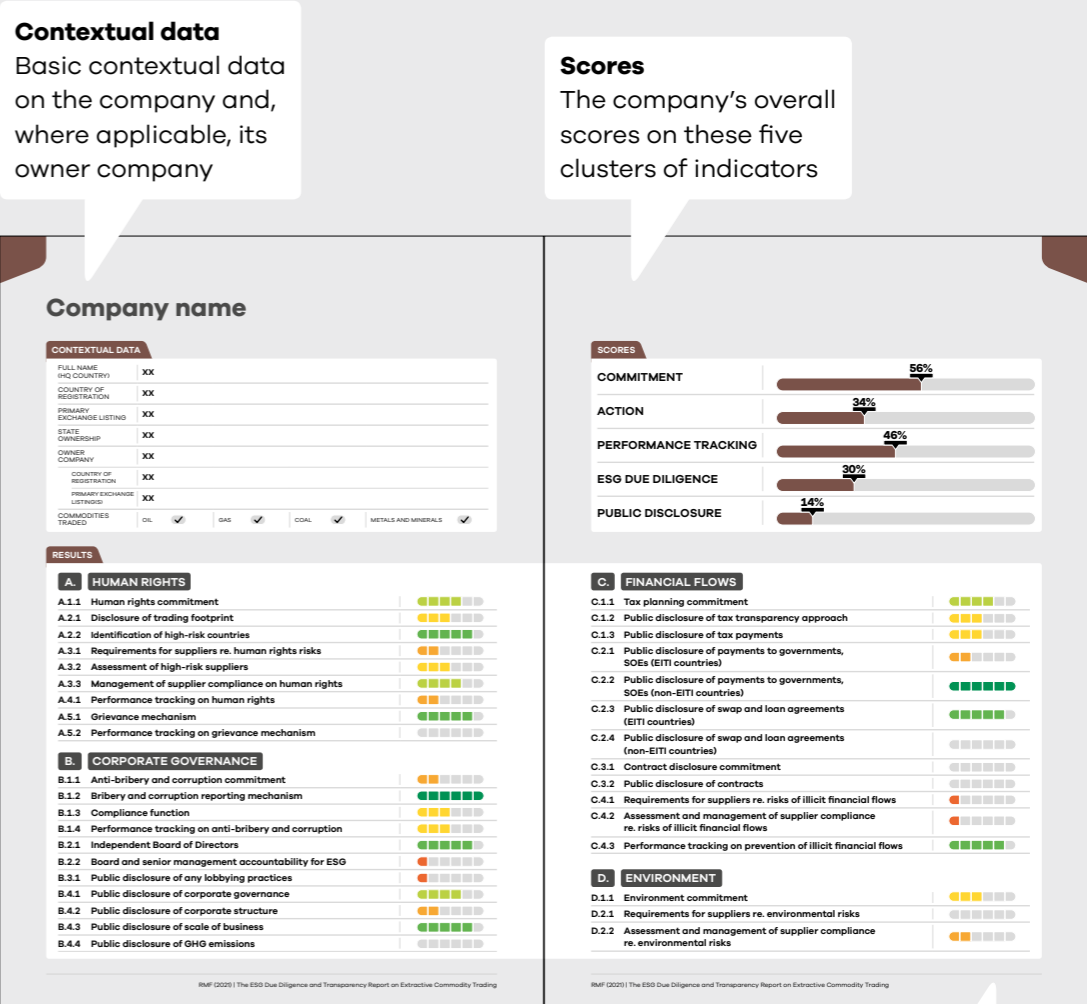 Contextual data
Basic contextual data
on the company and,
where applicable, its
owner company
Scores
The company's overall
scores on these five
clusters of indicators
Company name
CONTEXTUAL DATA
FULL NAME
(HQ COUNTRY)
XX
COUNTRY OF
REGISTRATION
XX
PRIMARY
EXCHANGE LISTING
XX
STATE
OWNERSHIP
XX
OWNER
COMPANY
XX
COUNTRY OF
REGISTRATION
XX
PRIMARY EXCHANGE
LISTING(S)
XX
COMMODITIES
TRADED
OIL
GAS
COAL
METALS AND MINERALS
SCORES
COMMITMENT
56%
ACTION
34%
PERFORMANCE TRACKING
46%
ESG DUE DILIGENCE
30%
PUBLIC DISCLOSURE
14%
RESULTS
A. HUMAN RIGHTS
A.1.1 Human rights commitment
A.2.1 Disclosure of trading footprint
A.2.2 Identification of high-risk countries
A.3.1 Requirements for suppliers re. human rights risks
A.3.2 Assessment of high-risk suppliers
A.3.3 Management of supplier compliance on human rights
A.4.1 Performance tracking on human rights
A.5.1 Grievance mechanism
A.5.2 Performance tracking on grievance mechanism
B. CORPORATE GOVERNANCE
B.1.1 Anti-bribery and corruption commitment
B.1.2 Bribery and corruption reporting mechanism
B.1.3 Compliance function
B.1.4 Performance tracking on anti-bribery and corruption
B.2.1 Independent Board of Directors
B.2.2 Board and senior management accountability for ESG
B.3.1 Public disclosure of any lobbying practices
B.4.1 Public disclosure of corporate governance
B.4.2 Public disclosure of corporate structure
B.4.3 Public disclosure of scale of business
B.4.4 Public disclosure of GHG emissions
RMF (2021) | The ESG Due Diligence and Transparency Report on Extractive Commodity Trading
C. FINANCIAL FLOWS
C.1.1 Tax planning commitment
C.1.2 Public disclosure of tax transparency approach
C.1.3 Public disclosure of tax payments
C.2.1 Public disclosure of payments to governments,
SOEs (EITI countries)
C.2.2 Public disclosure of payments to governments,
SOEs (non-EITI countries)
C.2.3 Public disclosure of swap and loan agreements
(EITI countries)
C.2.4 Public disclosure of swap and loan agreements
(non-EITI countries)
C.3.1 Contract disclosure commitment
C.3.2 Public disclosure of contracts
C.4.1 Requirements for suppliers re. risks of illicit financial flows
C.4.2 Assessment and management of supplier compliance
re. risks of illicit financial flows
C.4.3 Performance tracking on prevention of illicit financial flows
D. ENVIRONMENT
D.1.1 Environment commitment
D.2.1 Requirements for suppliers re. environmental risks
D.2.2 Assessment and management of supplier compliance
re. environmental risks
RMF (2021) | The ESG Due Diligence and Transparency Report on Extractive Commodity Trading